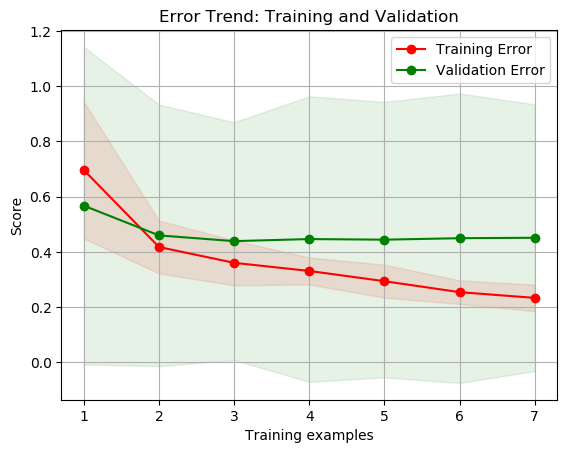 Error Trend: Training and Validation
Training Error
Validation Error
Score
1.2
1.0
0.8
0.6
0.4
0.2
0.0
1 2 3 4 5 6 7
Training examples